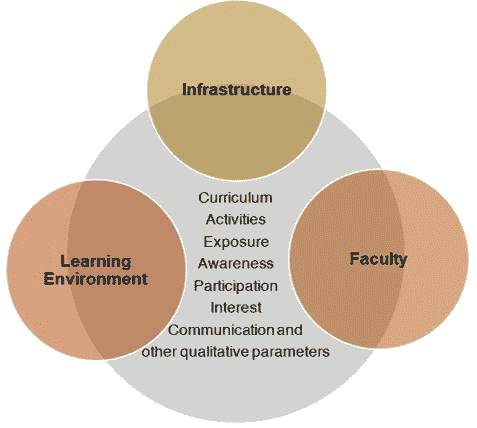 Infrastructure
Curriculum
Activities
Exposure
Awareness
Participation
Interest
Communication and
other qualitative parameters
Learning
Environment
Faculty